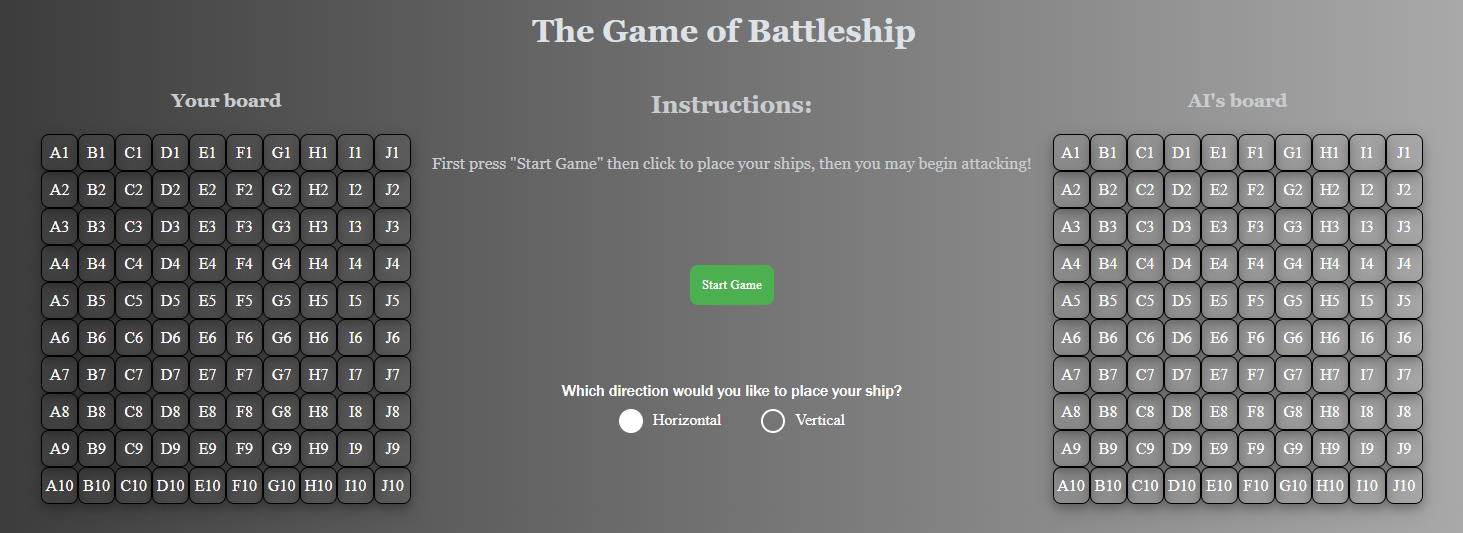 The Game of Battleship
Your board
A1 B1 C1 D1 E1 F1 G1 H1 I1 J1
A2 B2 C2 D2 E2 F2 G2 H2 I2 J2
A3 B3 C3 D3 E3 F3 G3 H3 I3 J3
A4 B4 C4 D4 E4 F4 G4 H4 I4 J4
A5 B5 C5 D5 E5 F5 G5 H5 I5 J5
A6 B6 C6 D6 E6 F6 G6 H6 I6 J6
A7 B7 C7 D7 E7 F7 G7 H7 I7 J7
A8 B8 C8 D8 E8 F8 G8 H8 I8 J8
A9 B9 C9 D9 E9 F9 G9 H9 I9 J9
A10 B10 C10 D10 E10 F10 G10 H10 I10 J10
Instructions:
First press "Start Game" then click to place your ships, then you may begin attacking!
Start Game
Which direction would you like to place your ship?
Horizontal Vertical
AI's board
A1 B1 C1 D1 E1 F1 G1 H1 I1 J1
A2 B2 C2 D2 E2 F2 G2 H2 I2 J2
A3 B3 C3 D3 E3 F3 G3 H3 I3 J3
A4 B4 C4 D4 E4 F4 G4 H4 I4 J4
A5 B5 C5 D5 E5 F5 G5 H5 I5 J5
A6 B6 C6 D6 E6 F6 G6 H6 I6 J6
A7 B7 C7 D7 E7 F7 G7 H7 I7 J7
A8 B8 C8 D8 E8 F8 G8 H8 I8 J8
A9 B9 C9 D9 E9 F9 G9 H9 I9 J9
A10 B10 C10 D10 E10 F10 G10 H10 I10 J10